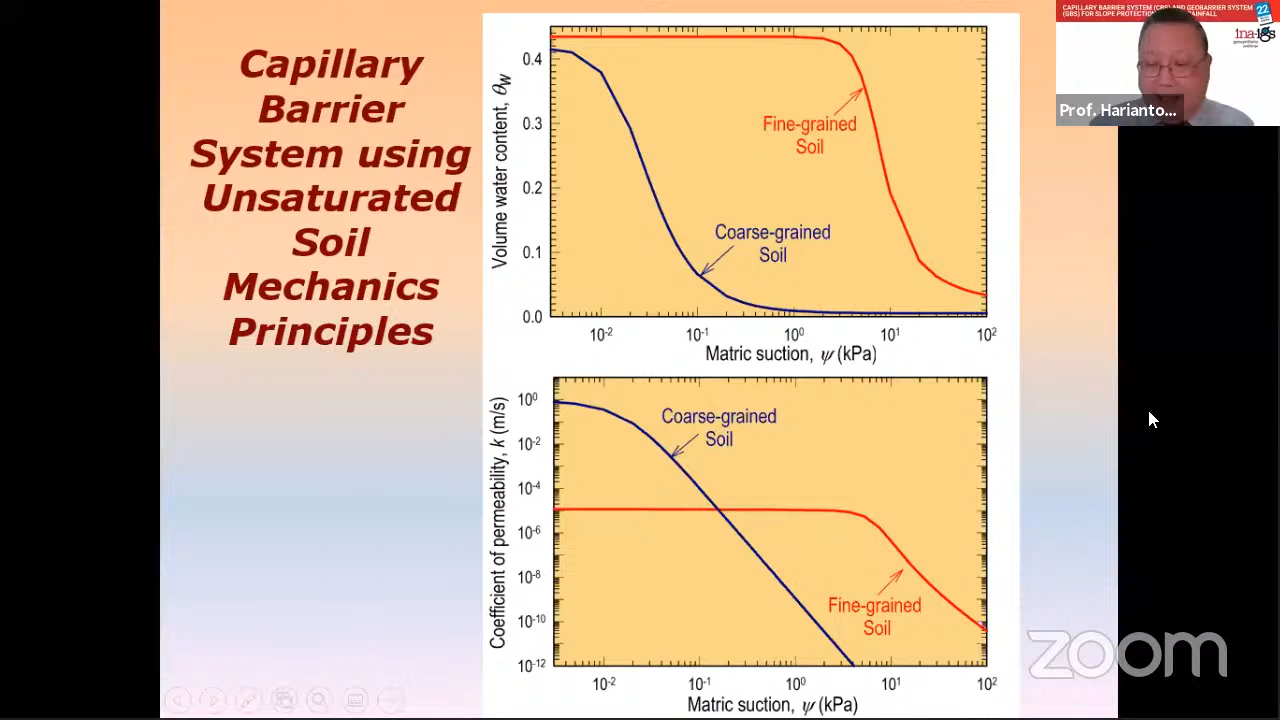 Capillary
Barrier
System using
Unsaturated
Soil
Mechanics
Principles
Volume water content, θw
0.4
0.3
0.2
0.1
0.0
Fine-grained
Soil
Coarse-grained
Soil
10-2
10-1
100
101
102
Matric suction, ψ (kPa)
Coefficient of permeability, k (m/s)
100
10-2
10-4
10-6
10-8
10-10
10-12
Coarse-grained
Soil
Fine-grained
Soil
10-2
10-1
100
101
102
Matric suction, ψ (kPa)
CAPILLARY BARRIER SYSTEM (CBS) AND GEOBARRIER SYSTEM
(GBS) FOR SLOPE PROTECTION
RAINFALL
22
ina-igs
Prof. Harianto...
zoom